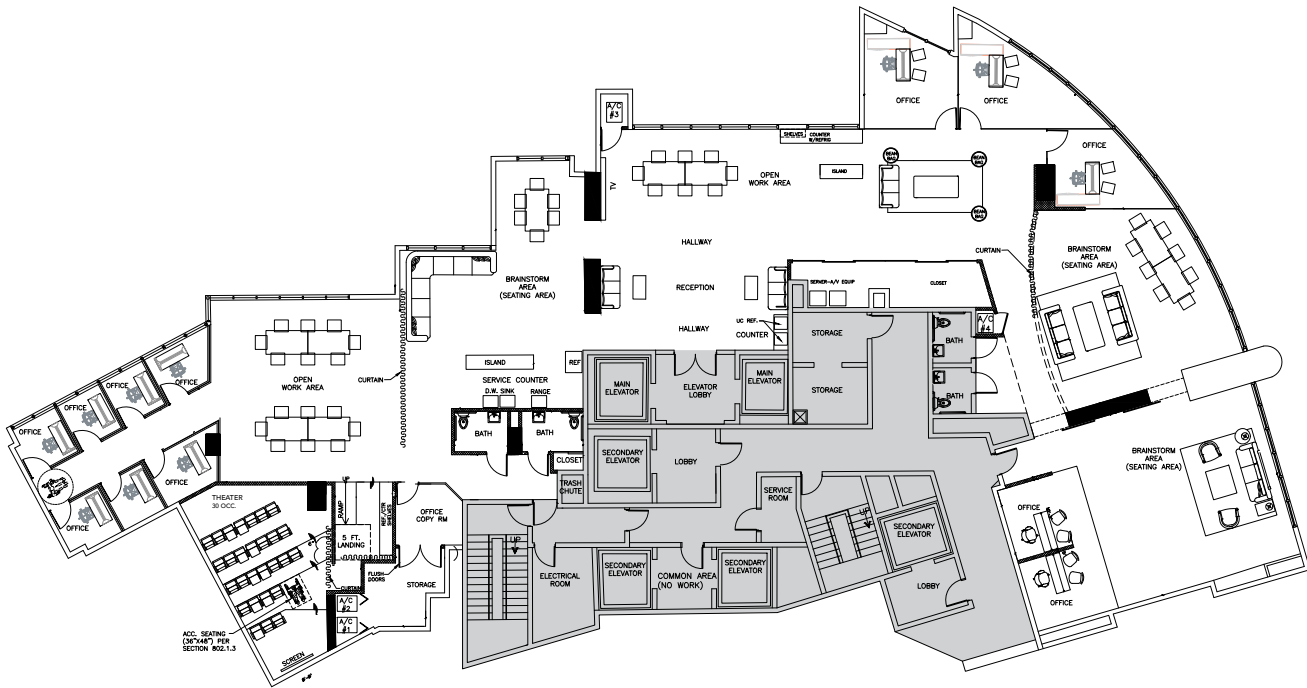 OFFICE
OFFICE
A/C
#3
SHELVES
COUNTER
W/REFRIG
TV
OPEN
WORK AREA
ISLAND
BEAN
BAG
BEAN
BAG
BEAN
BAG
OFFICE
HALLWAY
CURTAIN
BRAINSTORM
AREA
(SEATING AREA)
BRAINSTORM
AREA
(SEATING AREA)
RECEPTION
SERVER-A/V EQUIP
CLOSET
HALLWAY
UC REF.
COUNTER
STORAGE
A/C
#4
BATH
ISLAND
REF
SERVICE COUNTER
D.W. SINK
RANGE
MAIN
ELEVATOR
ELEVATOR
LOBBY
MAIN
ELEVATOR
STORAGE
BATH
OPEN
WORK AREA
CURTAIN
OFFICE
OFFICE
OFFICE
OFFICE
OFFICE
OFFICE
BATH
BATH
CLOSET
TRASH
CHUTE
SECONDARY
ELEVATOR
LOBBY
SERVICE
ROOM
BRAINSTORM
AREA
(SEATING AREA)
THEATER
30 OCC.
RAMP
UP
REF./CTR
SHELVES
5 FT.
LANDING
OFFICE
COPY RM
FLUSH
DOORS
STORAGE
CURTAIN
A/C
#2
A/C
#1
ACC. SEATING
(36"X48") PER
SECTION 802.1.3
SCREEN
UP
ELECTRICAL
ROOM
SECONDARY
ELEVATOR
COMMON AREA
(NO WORK)
SECONDARY
ELEVATOR
UP
SECONDARY
ELEVATOR
LOBBY
OFFICE
OFFICE